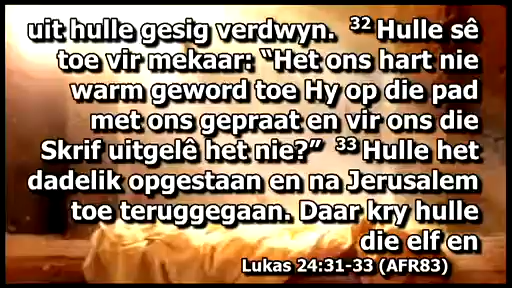 uit hulle gesig verdwyn. 32 Hulle sê
toe vir mekaar: “Het ons hart nie
warm geword toe Hy op die pad
met ons gepraat en vir ons die
Skrif uitgelê het nie?” 33 Hulle het
dadelik opgestaan en na Jerusalem
toe teruggegaan. Daar kry hulle
die elf en
Lukas 24:31-33 (AFR83)